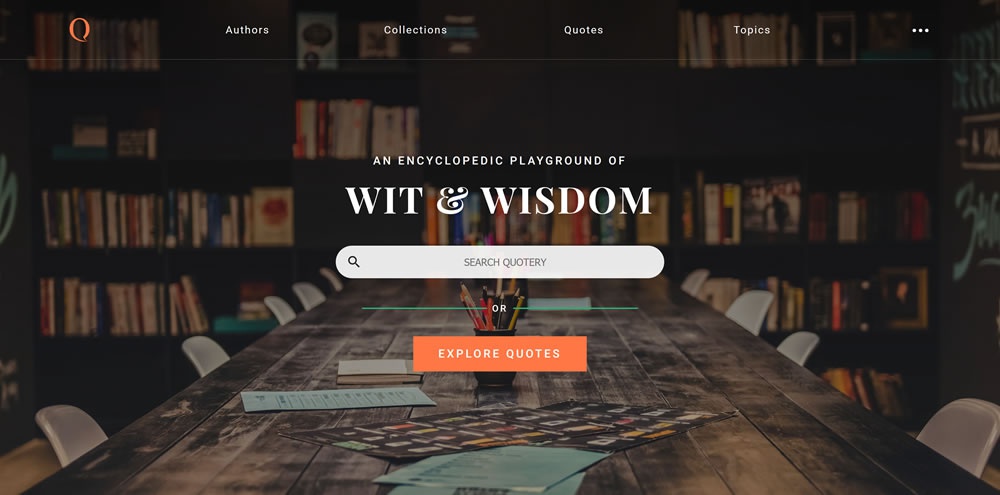 Q
Authors
Collections
Quotes
Topics
AN ENCYCLOPEDIC PLAYGROUND OF
WIT & WISDOM
SEARCH QUOTERY
OR
EXPLORE QUOTES